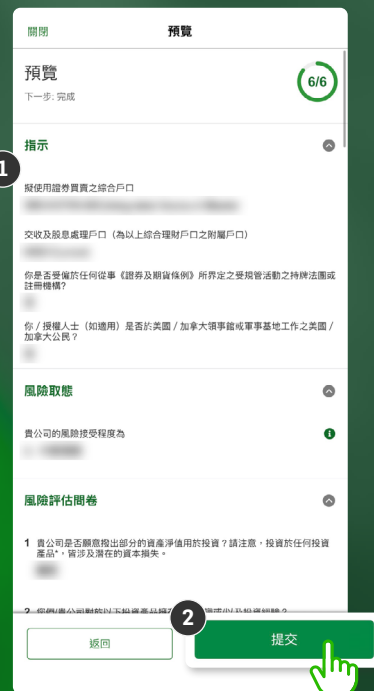 關閉
預覽
預覽
下一步: 完成
6/6
指示
1
擬使用證券買賣之綜合戶口
交收及股息處理戶口（為以上綜合理財戶口之附屬戶口）
你是否受僱於任何從事《證券及期貨條例》所界定之受規管活動之持牌法團或
註冊機構?
你 / 授權人士（如適用）是否於美國 / 加拿大領事館或軍事基地工作之美國 /
加拿大公民？
風險取態
貴公司的風險接受程度為
風險評估問卷
1 貴公司是否願意撥出部分的資產淨值用於投資？請注意，投資於任何投資
產品*，皆涉及潛在的資本損失。
2
返回
提交